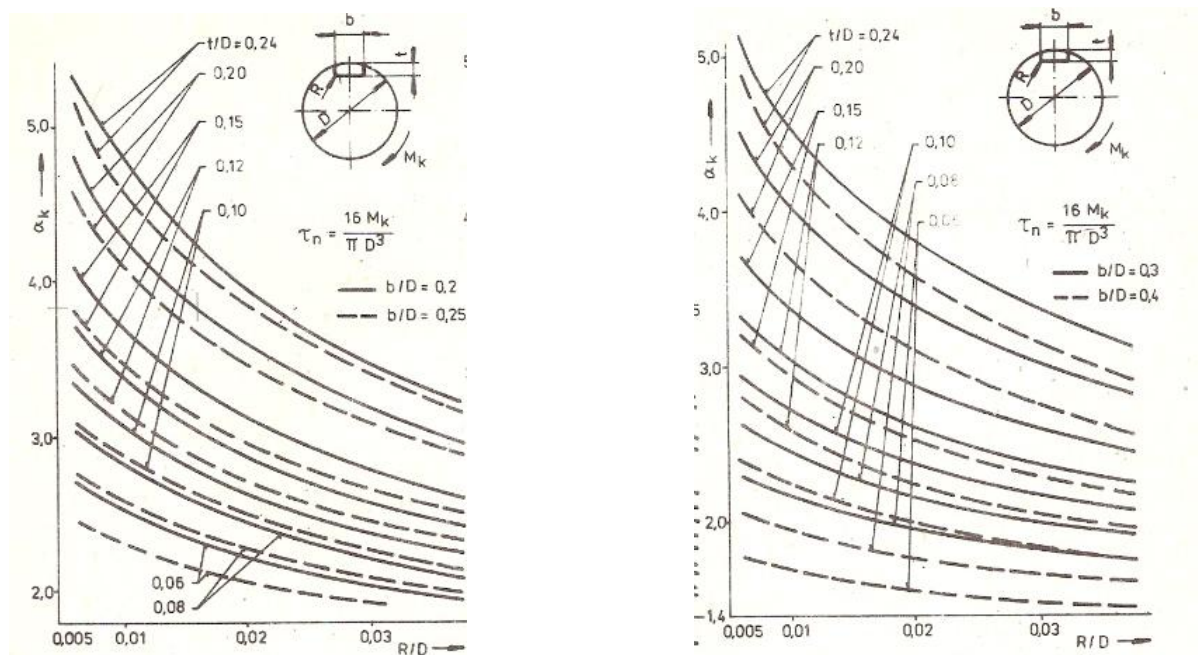 b
t/D = 0,24
0,20
0,15
0,12
0,10
t
R
D
M_k
5,0
α_k
4,0
3,0
2,0
τ_n = 16 M_k / π D³
b/D = 0,2
b/D = 0,25
0,06
0,08
0,005 0,01 0,02 0,03 R/D
b
t/D = 0,24
0,20
0,15
0,12
0,10
0,08
0,06
t
R
D
M_k
5,0
α_k
4,0
3,0
2,0
1,4
τ_n = 16 M_k / π D³
b/D = 0,3
b/D = 0,4
0,005 0,01 0,02 0,03 R/D